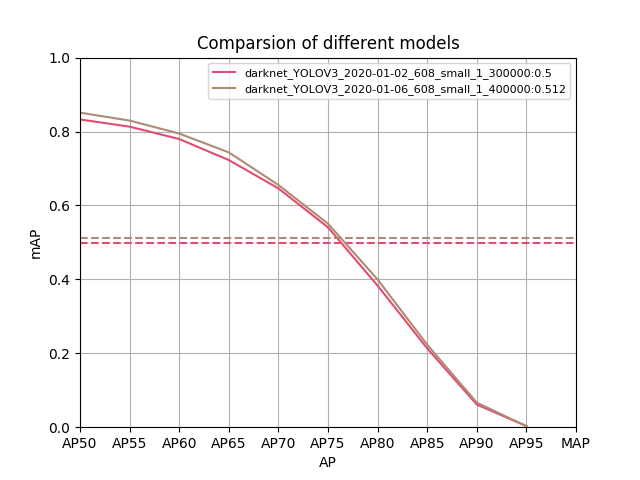 Comparsion of different models
darknet_YOLOV3_2020-01-02_608_small_1_300000:0.5
darknet_YOLOV3_2020-01-06_608_small_1_400000:0.512
1.0
0.8
0.6
0.4
0.2
0.0
mAP
AP50 AP55 AP60 AP65 AP70 AP75 AP80 AP85 AP90 AP95 MAP
AP